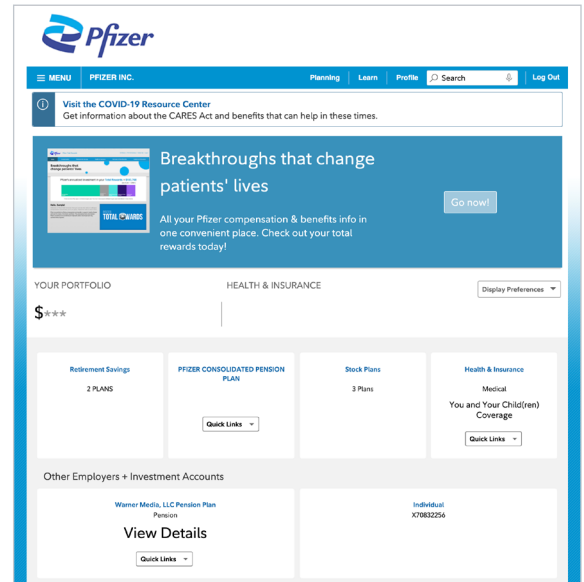 Pfizer
MENU PFIZER INC. Planning Learn Profile Search Log Out
Visit the COVID-19 Resource Center
Get information about the CARES Act and benefits that can help in these times.
Breakthroughs that change
patients' lives
All your Pfizer compensation & benefits info in
one convenient place. Check out your total
rewards today!
Go now!
TOTAL REWARDS
YOUR PORTFOLIO
HEALTH & INSURANCE
Display Preferences
$***
Retirement Savings
2 PLANS
PFIZER CONSOLIDATED PENSION
PLAN
Quick Links
Stock Plans
3 Plans
Health & Insurance
Medical
You and Your Child(ren)
Coverage
Quick Links
Other Employers + Investment Accounts
Warner Media, LLC Pension Plan
Pension
View Details
Quick Links
Individual
X70832256